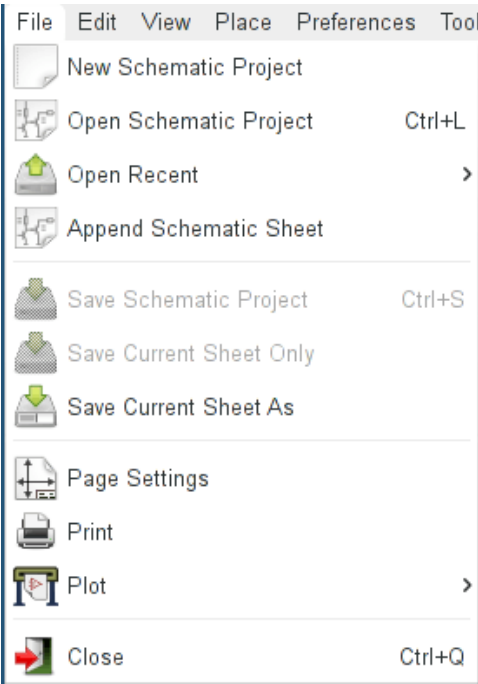 File Edit View Place Preferences
New Schematic Project
Open Schematic Project Ctrl+L
Open Recent
Append Schematic Sheet
Save Schematic Project Ctrl+S
Save Current Sheet Only
Save Current Sheet As
Page Settings
Print
Plot
Close Ctrl+Q